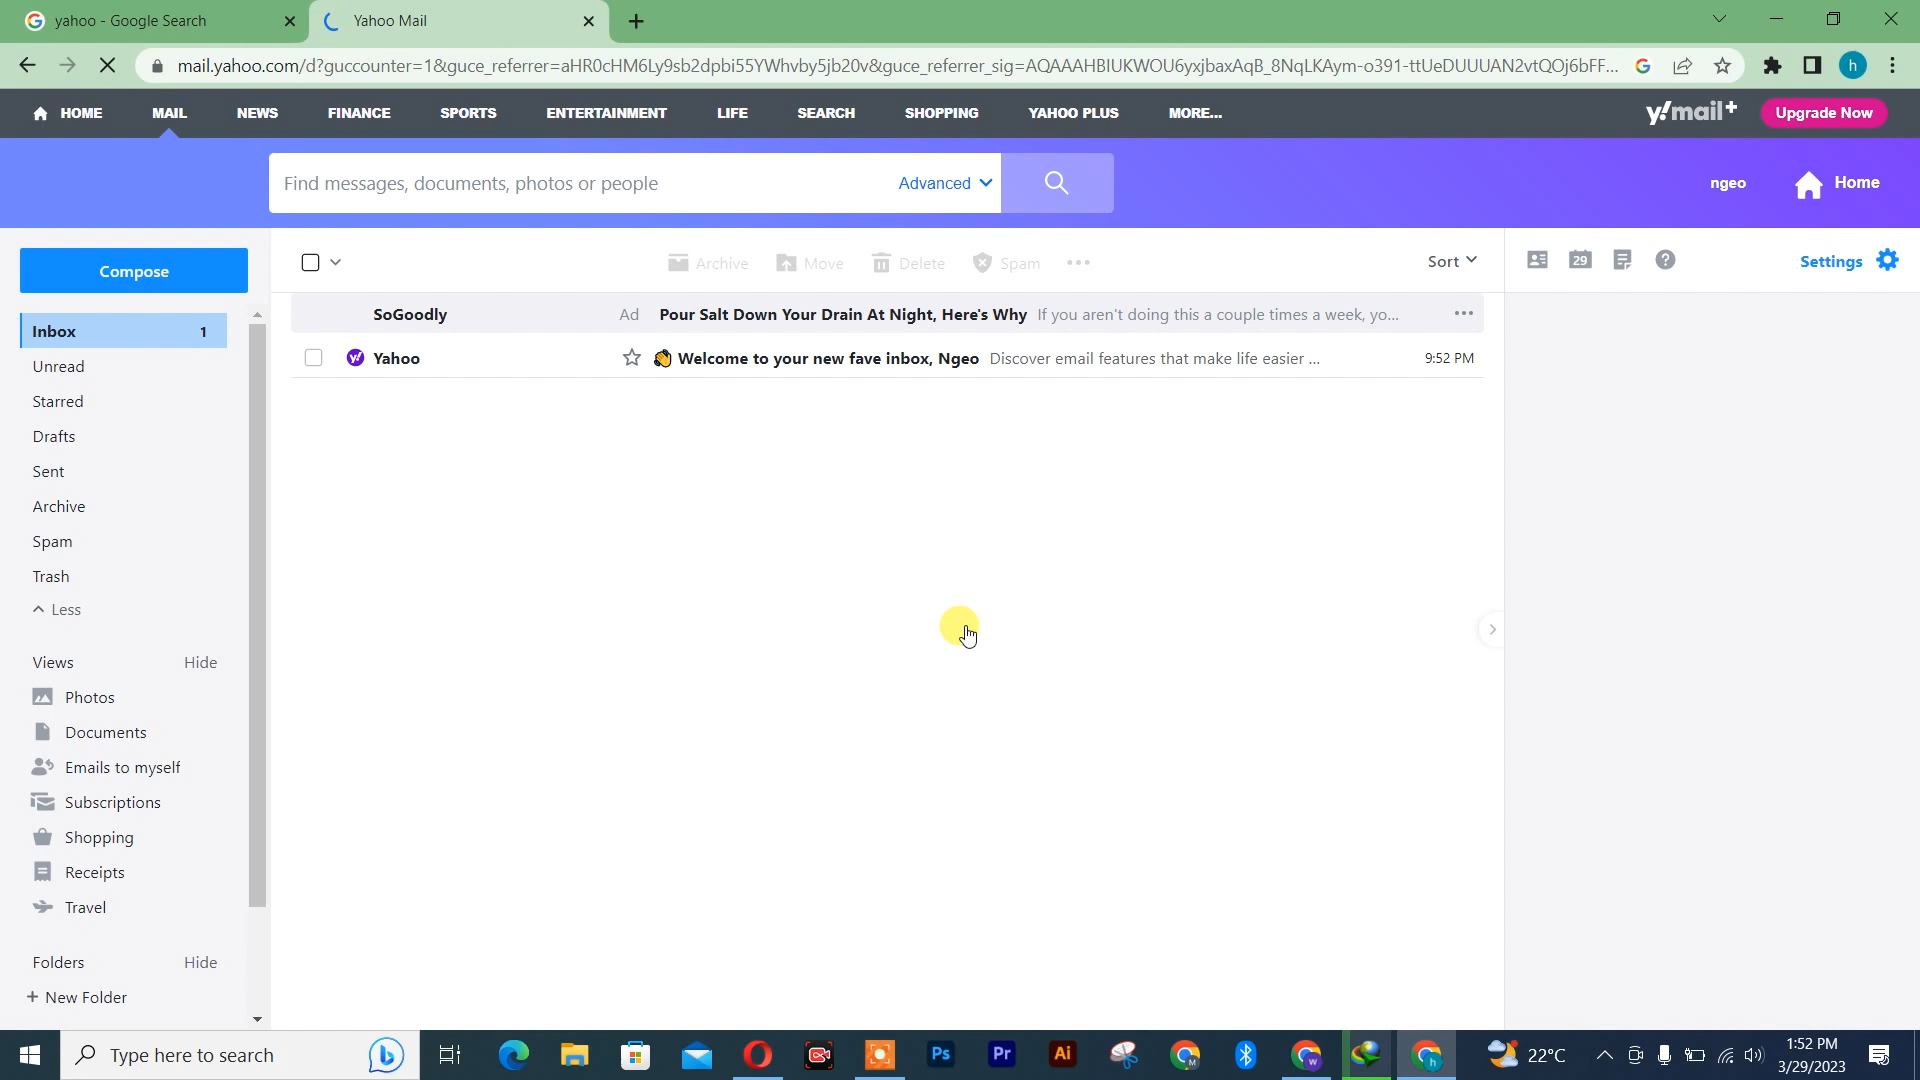 yahoo - Google Search
Yahoo Mail
mail.yahoo.com/d?guccounter=1&guce_referrer=aHR0cHM6Ly9sb2dpbi55YWhvby5jb20v&guce_referrer_sig=AQAAAHBIUKWOU6yxjbaxAqB_8NqLKAym-o391-ttUeDUUUAN2vtQOj6bFF...
h
HOME MAIL NEWS FINANCE SPORTS ENTERTAINMENT LIFE SEARCH SHOPPING YAHOO PLUS MORE...
y!mail+
Upgrade Now
Find messages, documents, photos or people
Advanced
ngeo
Home
Compose
Archive Move Delete Spam
Sort
29
Settings
Inbox 1
Unread
Starred
Drafts
Sent
Archive
Spam
Trash
Less
Views Hide
Photos
Documents
Emails to myself
Subscriptions
Shopping
Receipts
Travel
Folders Hide
+ New Folder
SoGoodly Ad Pour Salt Down Your Drain At Night, Here's Why If you aren't doing this a couple times a week, yo...
y! Yahoo 👋 Welcome to your new fave inbox, Ngeo Discover email features that make life easier ... 9:52 PM
Type here to search
Ps
Pr
Ai
M
w
h
22°C
1:52 PM
3/29/2023